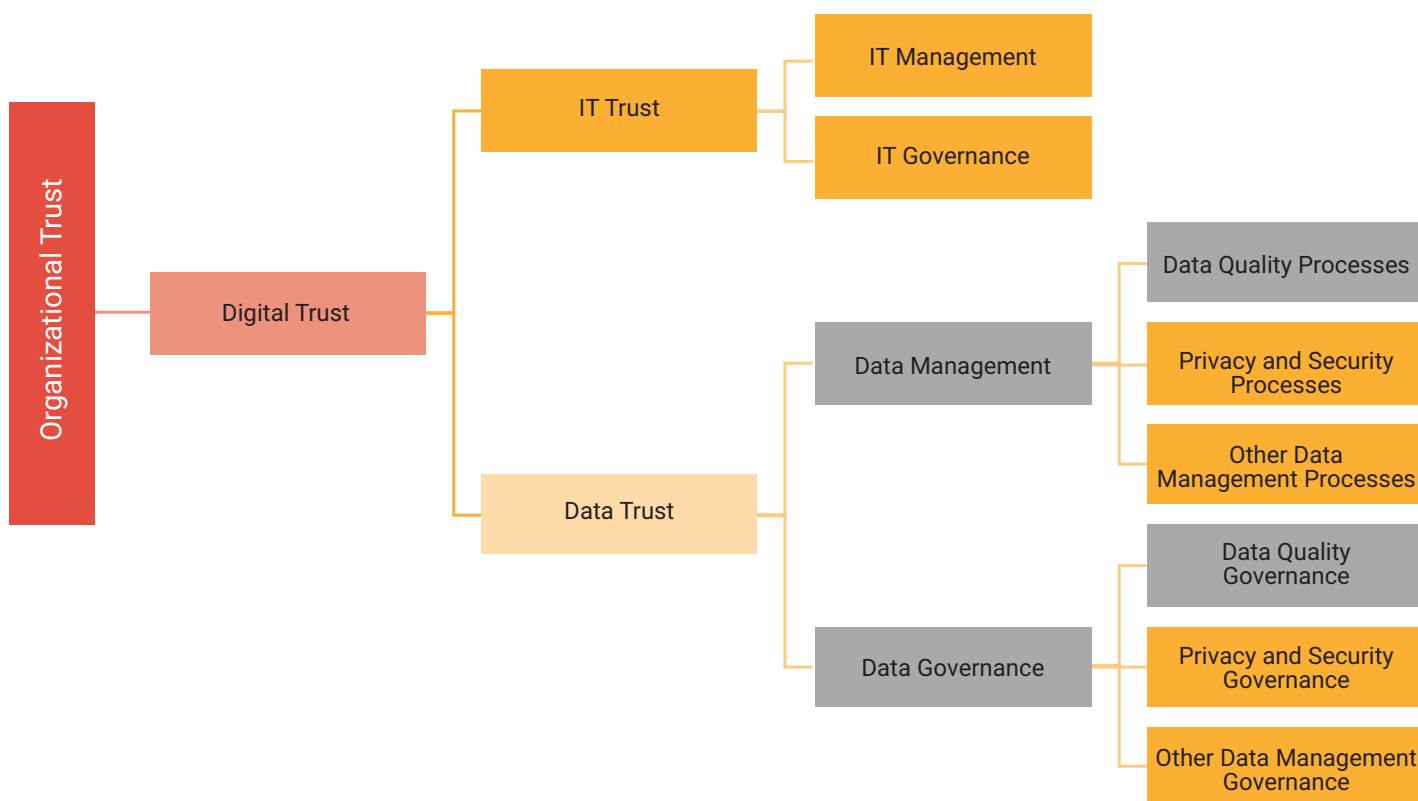 Organizational Trust
Digital Trust
IT Trust
Data Trust
IT Management
IT Governance
Data Management
Data Governance
Data Quality Processes
Privacy and Security
Processes
Other Data
Management Processes
Data Quality
Governance
Privacy and Security
Governance
Other Data Management
Governance